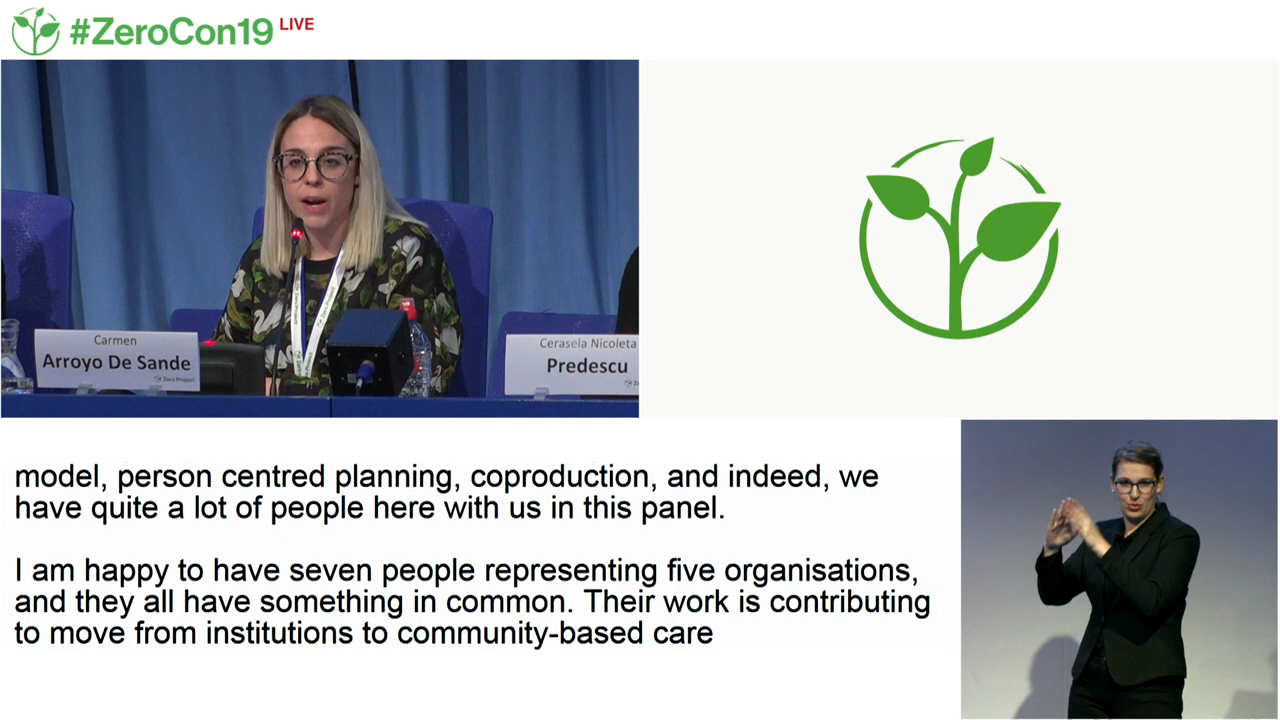 #ZeroCon19 LIVE
Carmen
Arroyo De Sande
Zero Project
Cerasela Nicoleta
Predescu
model, person centred planning, coproduction, and indeed, we
have quite a lot of people here with us in this panel.
I am happy to have seven people representing five organisations,
and they all have something in common. Their work is contributing
to move from institutions to community-based care